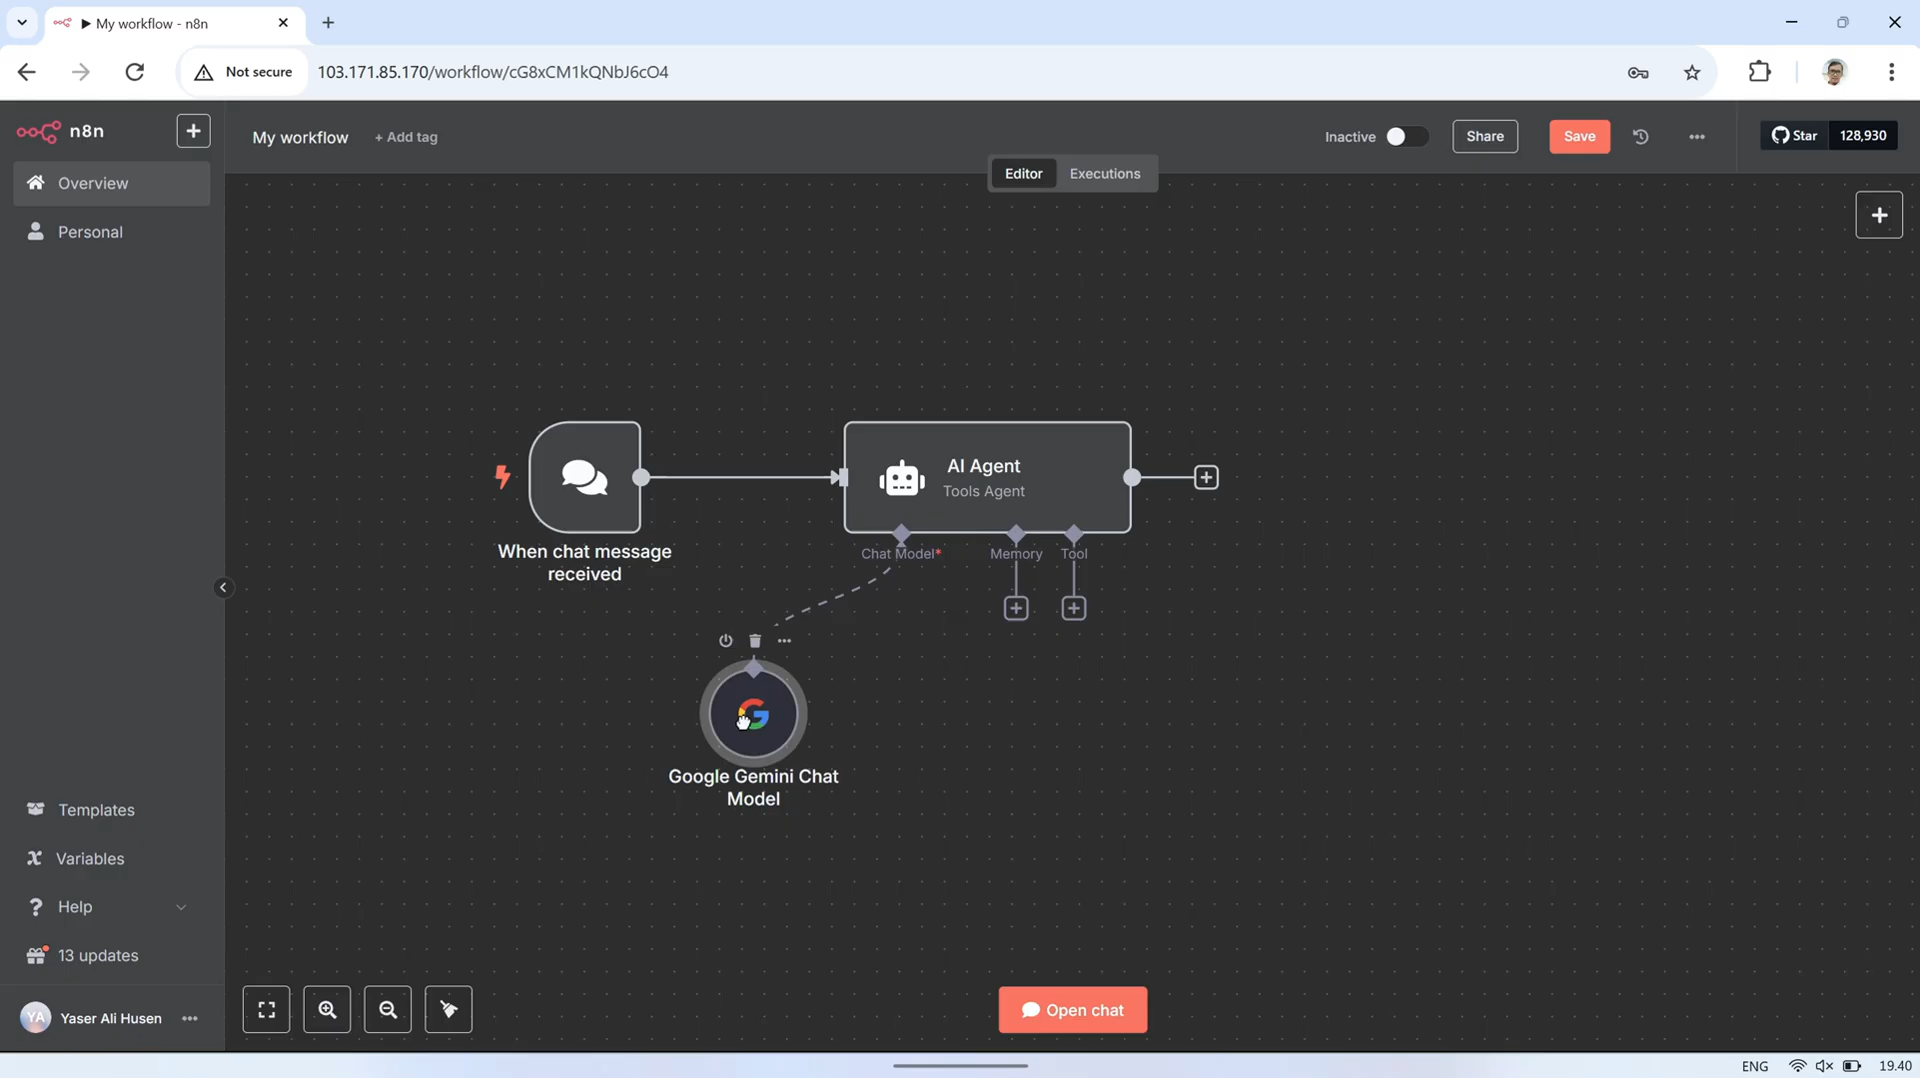 My workflow - n8n
Not secure
103.171.85.170/workflow/cG8xCM1kQNbJ6cO4
n8n
My workflow
+ Add tag
Inactive
Share
Save
Star
128,930
Editor
Executions
Overview
Personal
AI Agent
Tools Agent
Chat Model*
Memory
Tool
When chat message
received
Google Gemini Chat
Model
Templates
Variables
Help
13 updates
YA
Yaser Ali Husen
Open chat
ENG
19.40